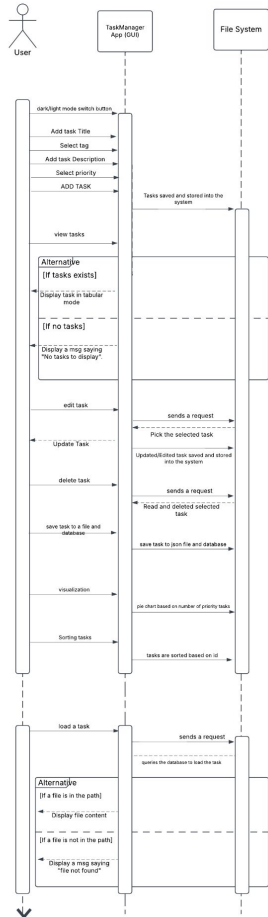 User
TaskManager
App (GUI)
File System
dark/light mode switch button
Add task Title
Select tag
Add task Description
Select priority
ADD TASK
Tasks saved and stored into the
system
view tasks
Alternative
[If tasks exists]
Display task in tabular
mode
[If no tasks]
Display a msg saying
"No tasks to display".
edit task
sends a request
Pick the selected task
Update Task
Updated/Edited task saved and stored
into the system
delete task
sends a request
Read and deleted selected
task
save task to a file and
database
save task to json file and database
visualization
pie chart based on number of priority tasks
Sorting tasks
tasks are sorted based on id
load a task
sends a request
queries the database to load the task
Alternative
[If a file is in the path]
Display file content
[If a file is not in the path]
Display a msg saying
"file not found"